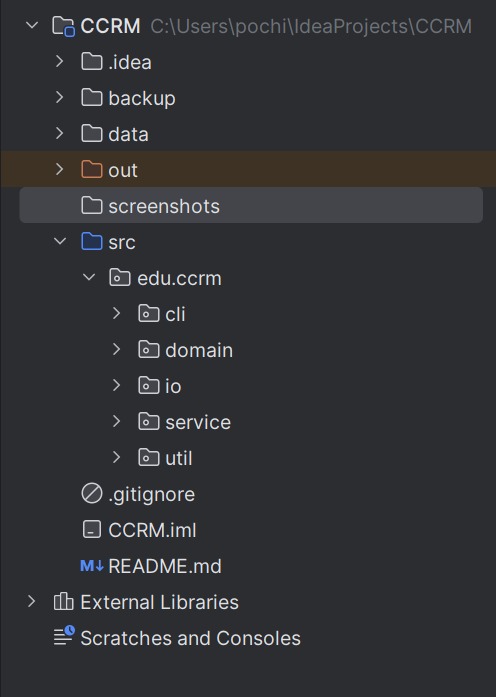 CCRM C:\Users\pochi\IdeaProjects\CCRM
.idea
backup
data
out
screenshots
src
edu.ccrm
cli
domain
io
service
util
.gitignore
CCRM.iml
M↓ README.md
External Libraries
Scratches and Consoles